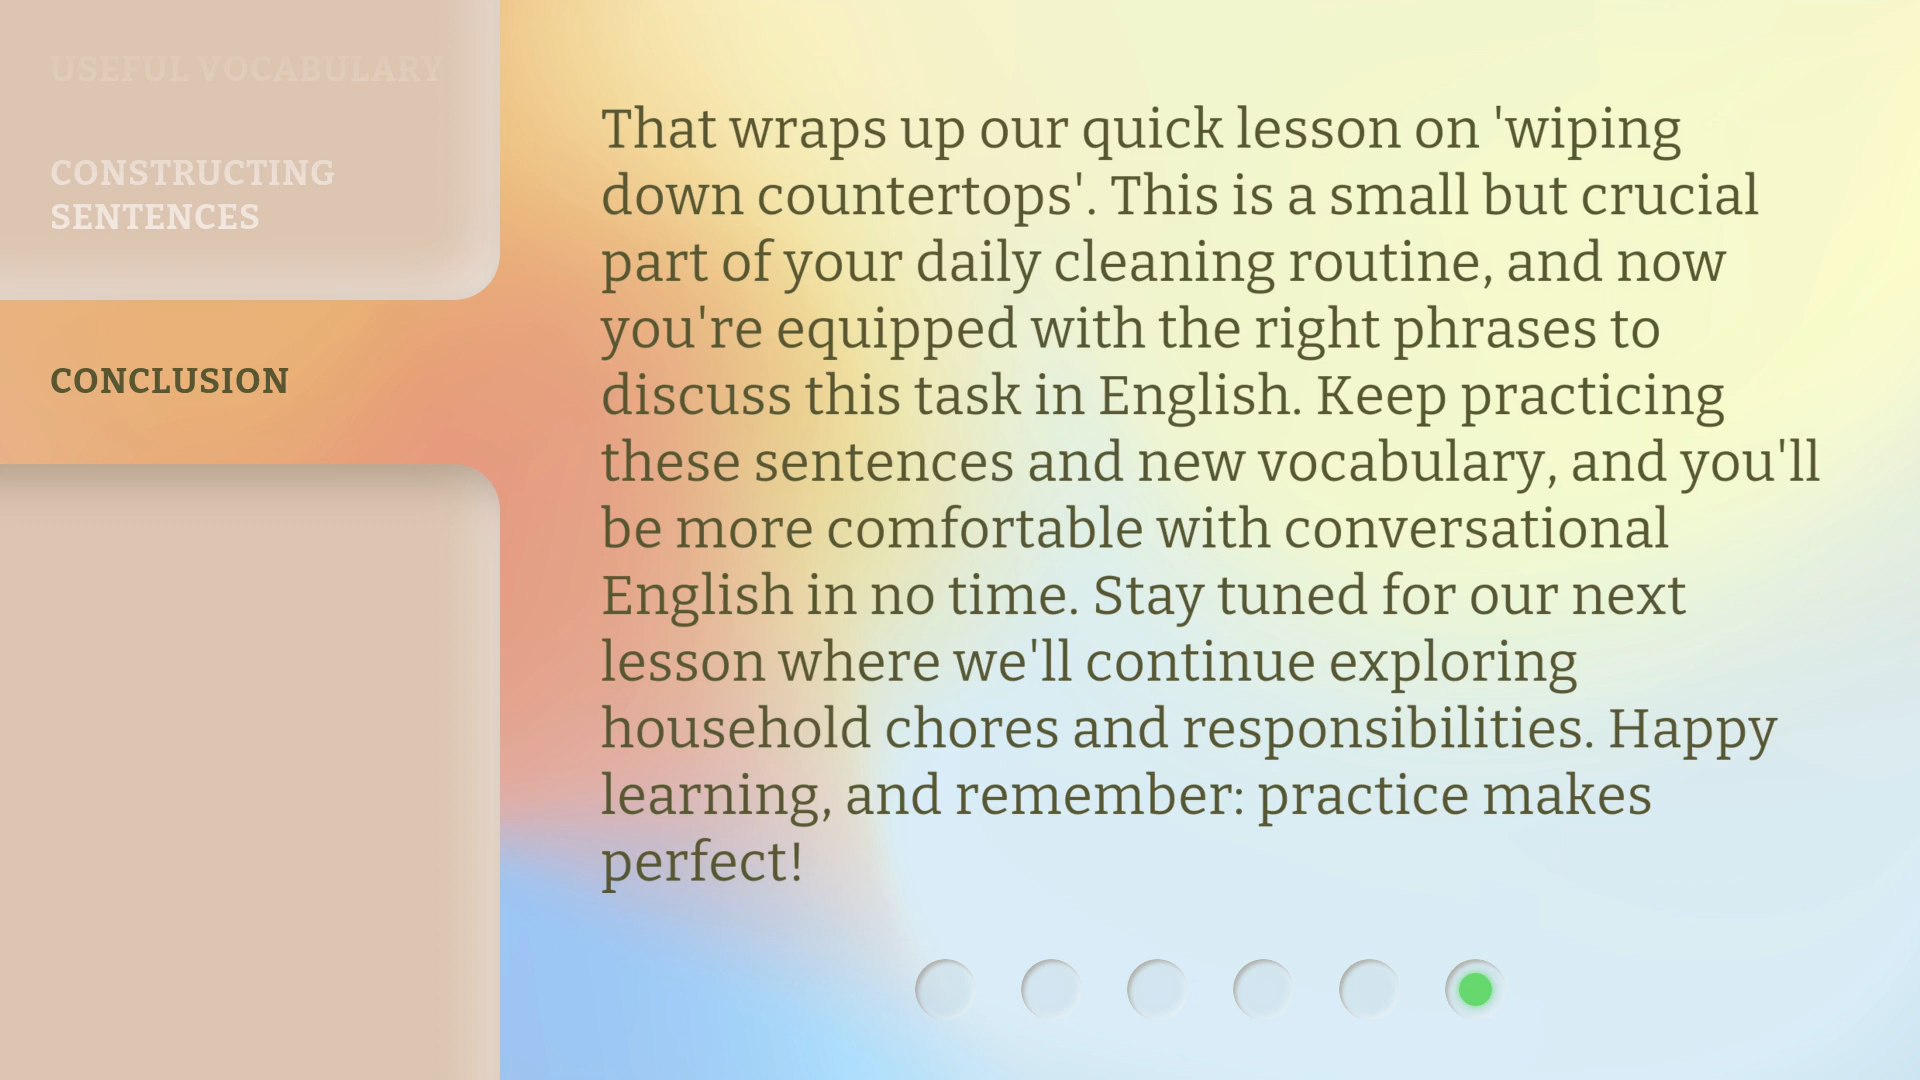 USEFUL VOCABULARY
CONSTRUCTING
SENTENCES
CONCLUSION
That wraps up our quick lesson on 'wiping
down countertops'. This is a small but crucial
part of your daily cleaning routine, and now
you're equipped with the right phrases to
discuss this task in English. Keep practicing
these sentences and new vocabulary, and you'll
be more comfortable with conversational
English in no time. Stay tuned for our next
lesson where we'll continue exploring
household chores and responsibilities. Happy
learning, and remember: practice makes
perfect!